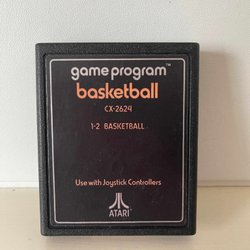 game program™
basketball
CX-2624
1-2 BASKETBALL
Use with Joystick Controllers
ATARI